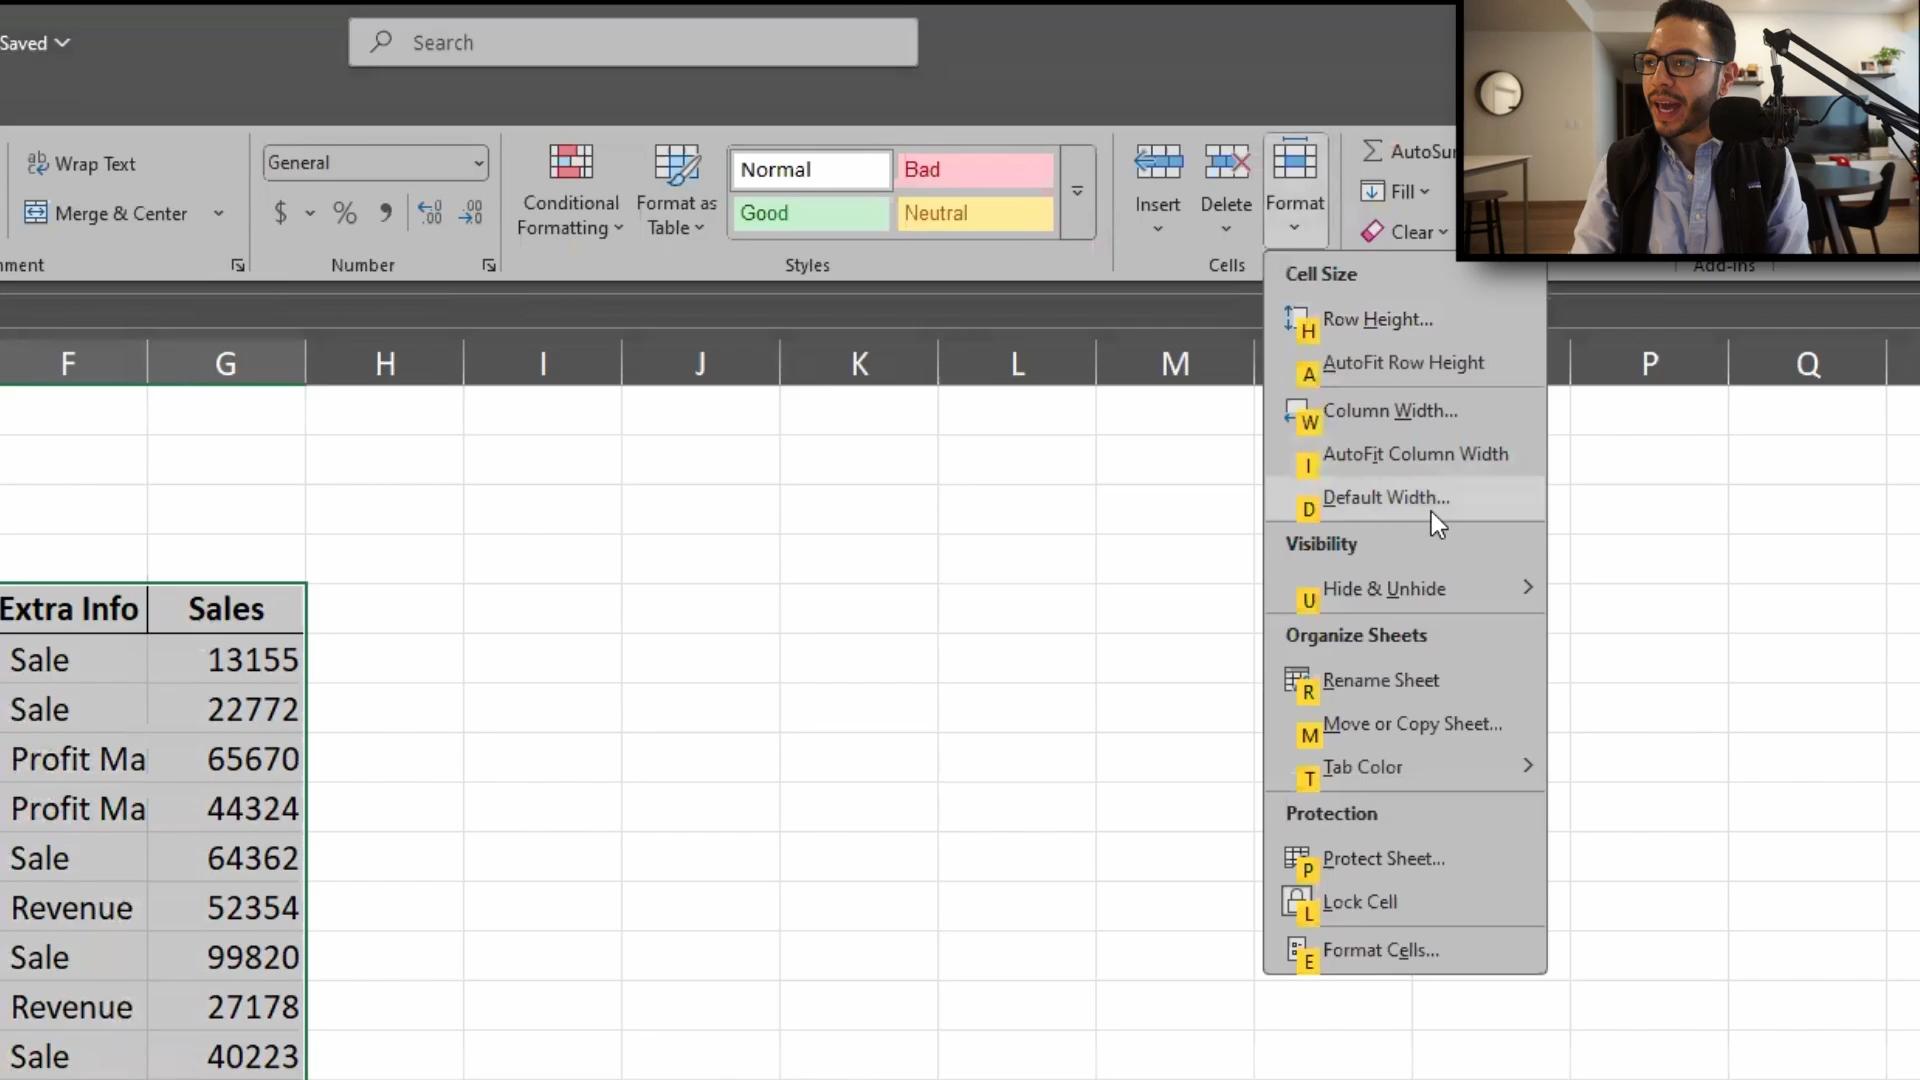 Saved
Search
Wrap Text
Merge & Center
General
$ % 9
Conditional
Formatting
Format as
Table
Normal
Bad
Good
Neutral
Insert
Delete
Format
AutoSu
Fill
Clear
nment
Number
Styles
Cells
Add-ins
F G H I J K L M P Q
Cell Size
H Row Height...
A AutoFit Row Height
W Column Width...
I AutoFit Column Width
D Default Width...
Visibility
U Hide & Unhide
Organize Sheets
R Rename Sheet
M Move or Copy Sheet...
T Tab Color
Protection
P Protect Sheet...
L Lock Cell
E Format Cells...
Extra Info Sales
Sale 13155
Sale 22772
Profit Ma 65670
Profit Ma 44324
Sale 64362
Revenue 52354
Sale 99820
Revenue 27178
Sale 40223